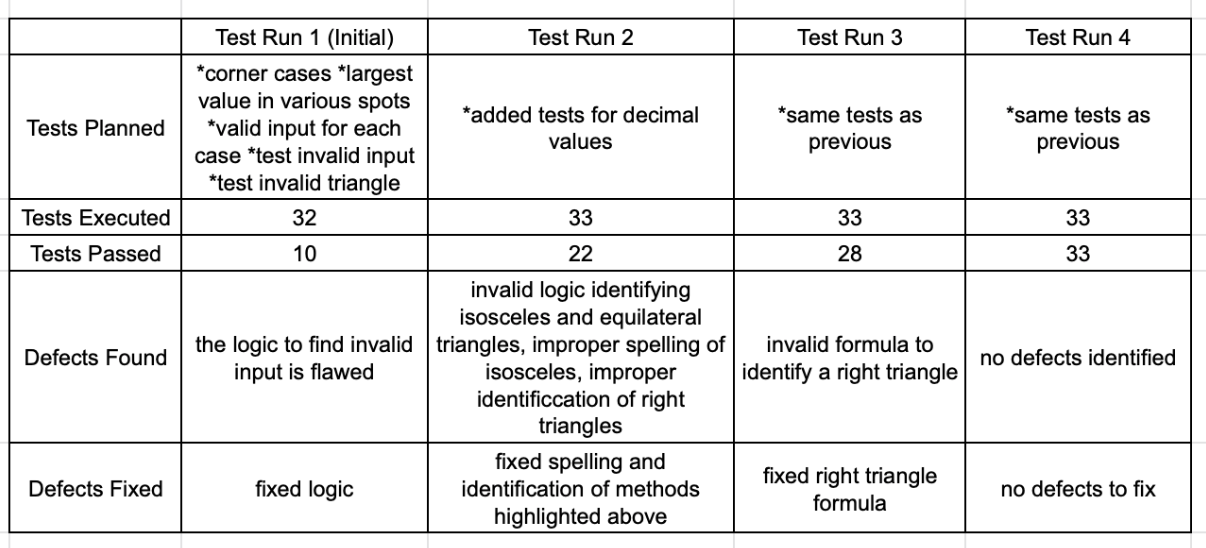 Test Run 1 (Initial)
Test Run 2
Test Run 3
Test Run 4
Tests Planned
*corner cases *largest
value in various spots
*valid input for each
case *test invalid input
*test invalid triangle
*added tests for decimal
values
*same tests as
previous
*same tests as
previous
Tests Executed
32
33
33
33
Tests Passed
10
22
28
33
Defects Found
the logic to find invalid
input is flawed
invalid logic identifying
isosceles and equilateral
triangles, improper spelling of
isosceles, improper
identificcation of right
triangles
invalid formula to
identify a right triangle
no defects identified
Defects Fixed
fixed logic
fixed spelling and
identification of methods
highlighted above
fixed right triangle
formula
no defects to fix